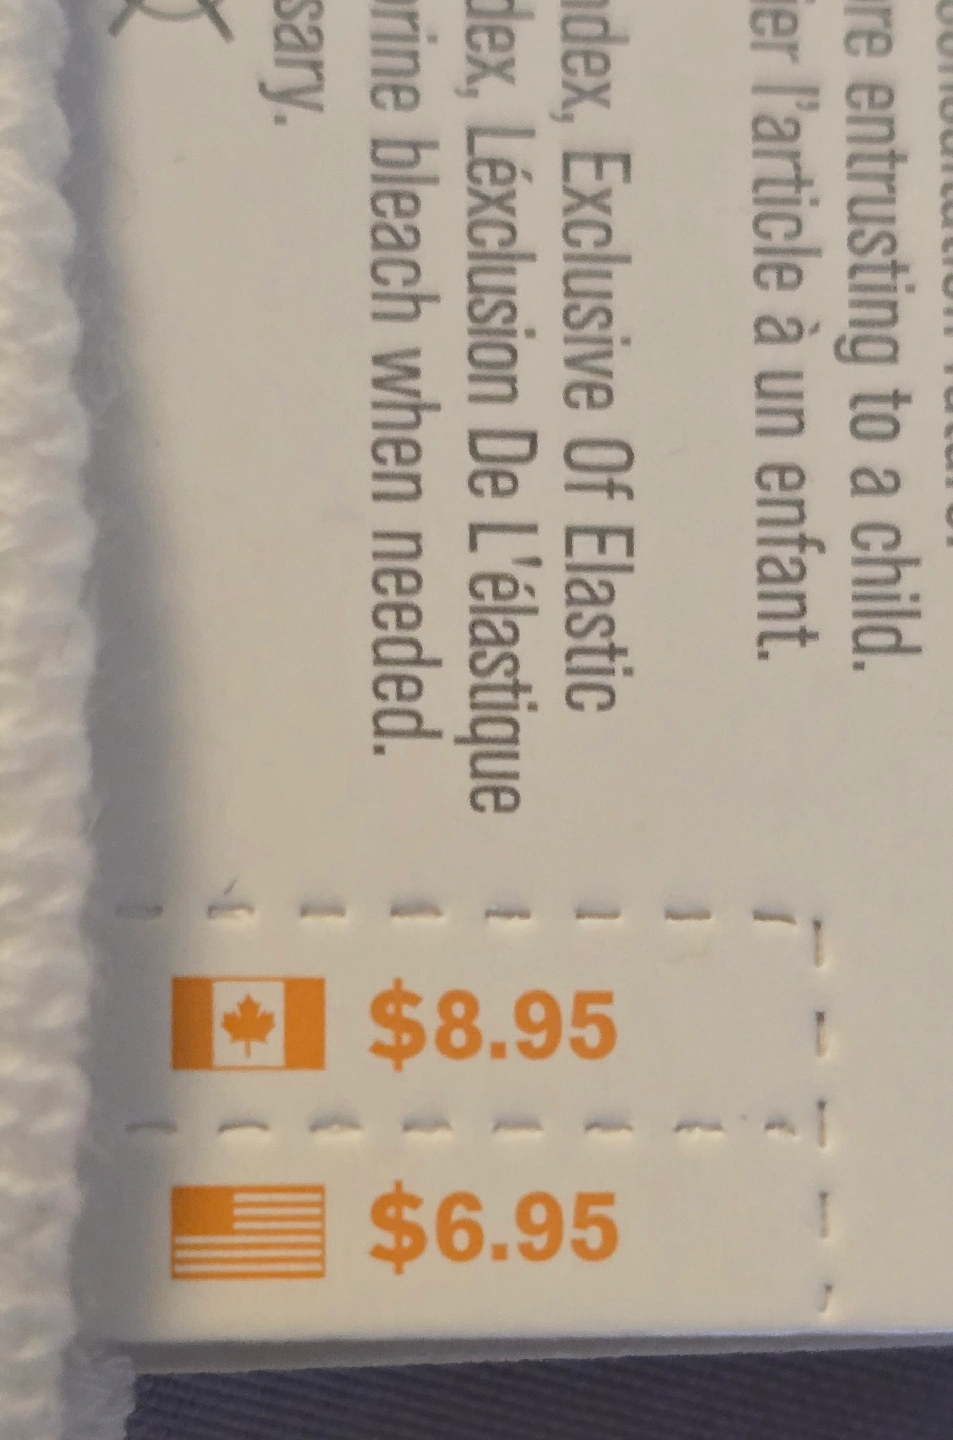 re entrusting to a child.
ier l'article à un enfant.
ndex, Exclusive Of Elastic
dex, Léxclusion De L'élastique
rine bleach when needed.
sary.
$8.95
$6.95